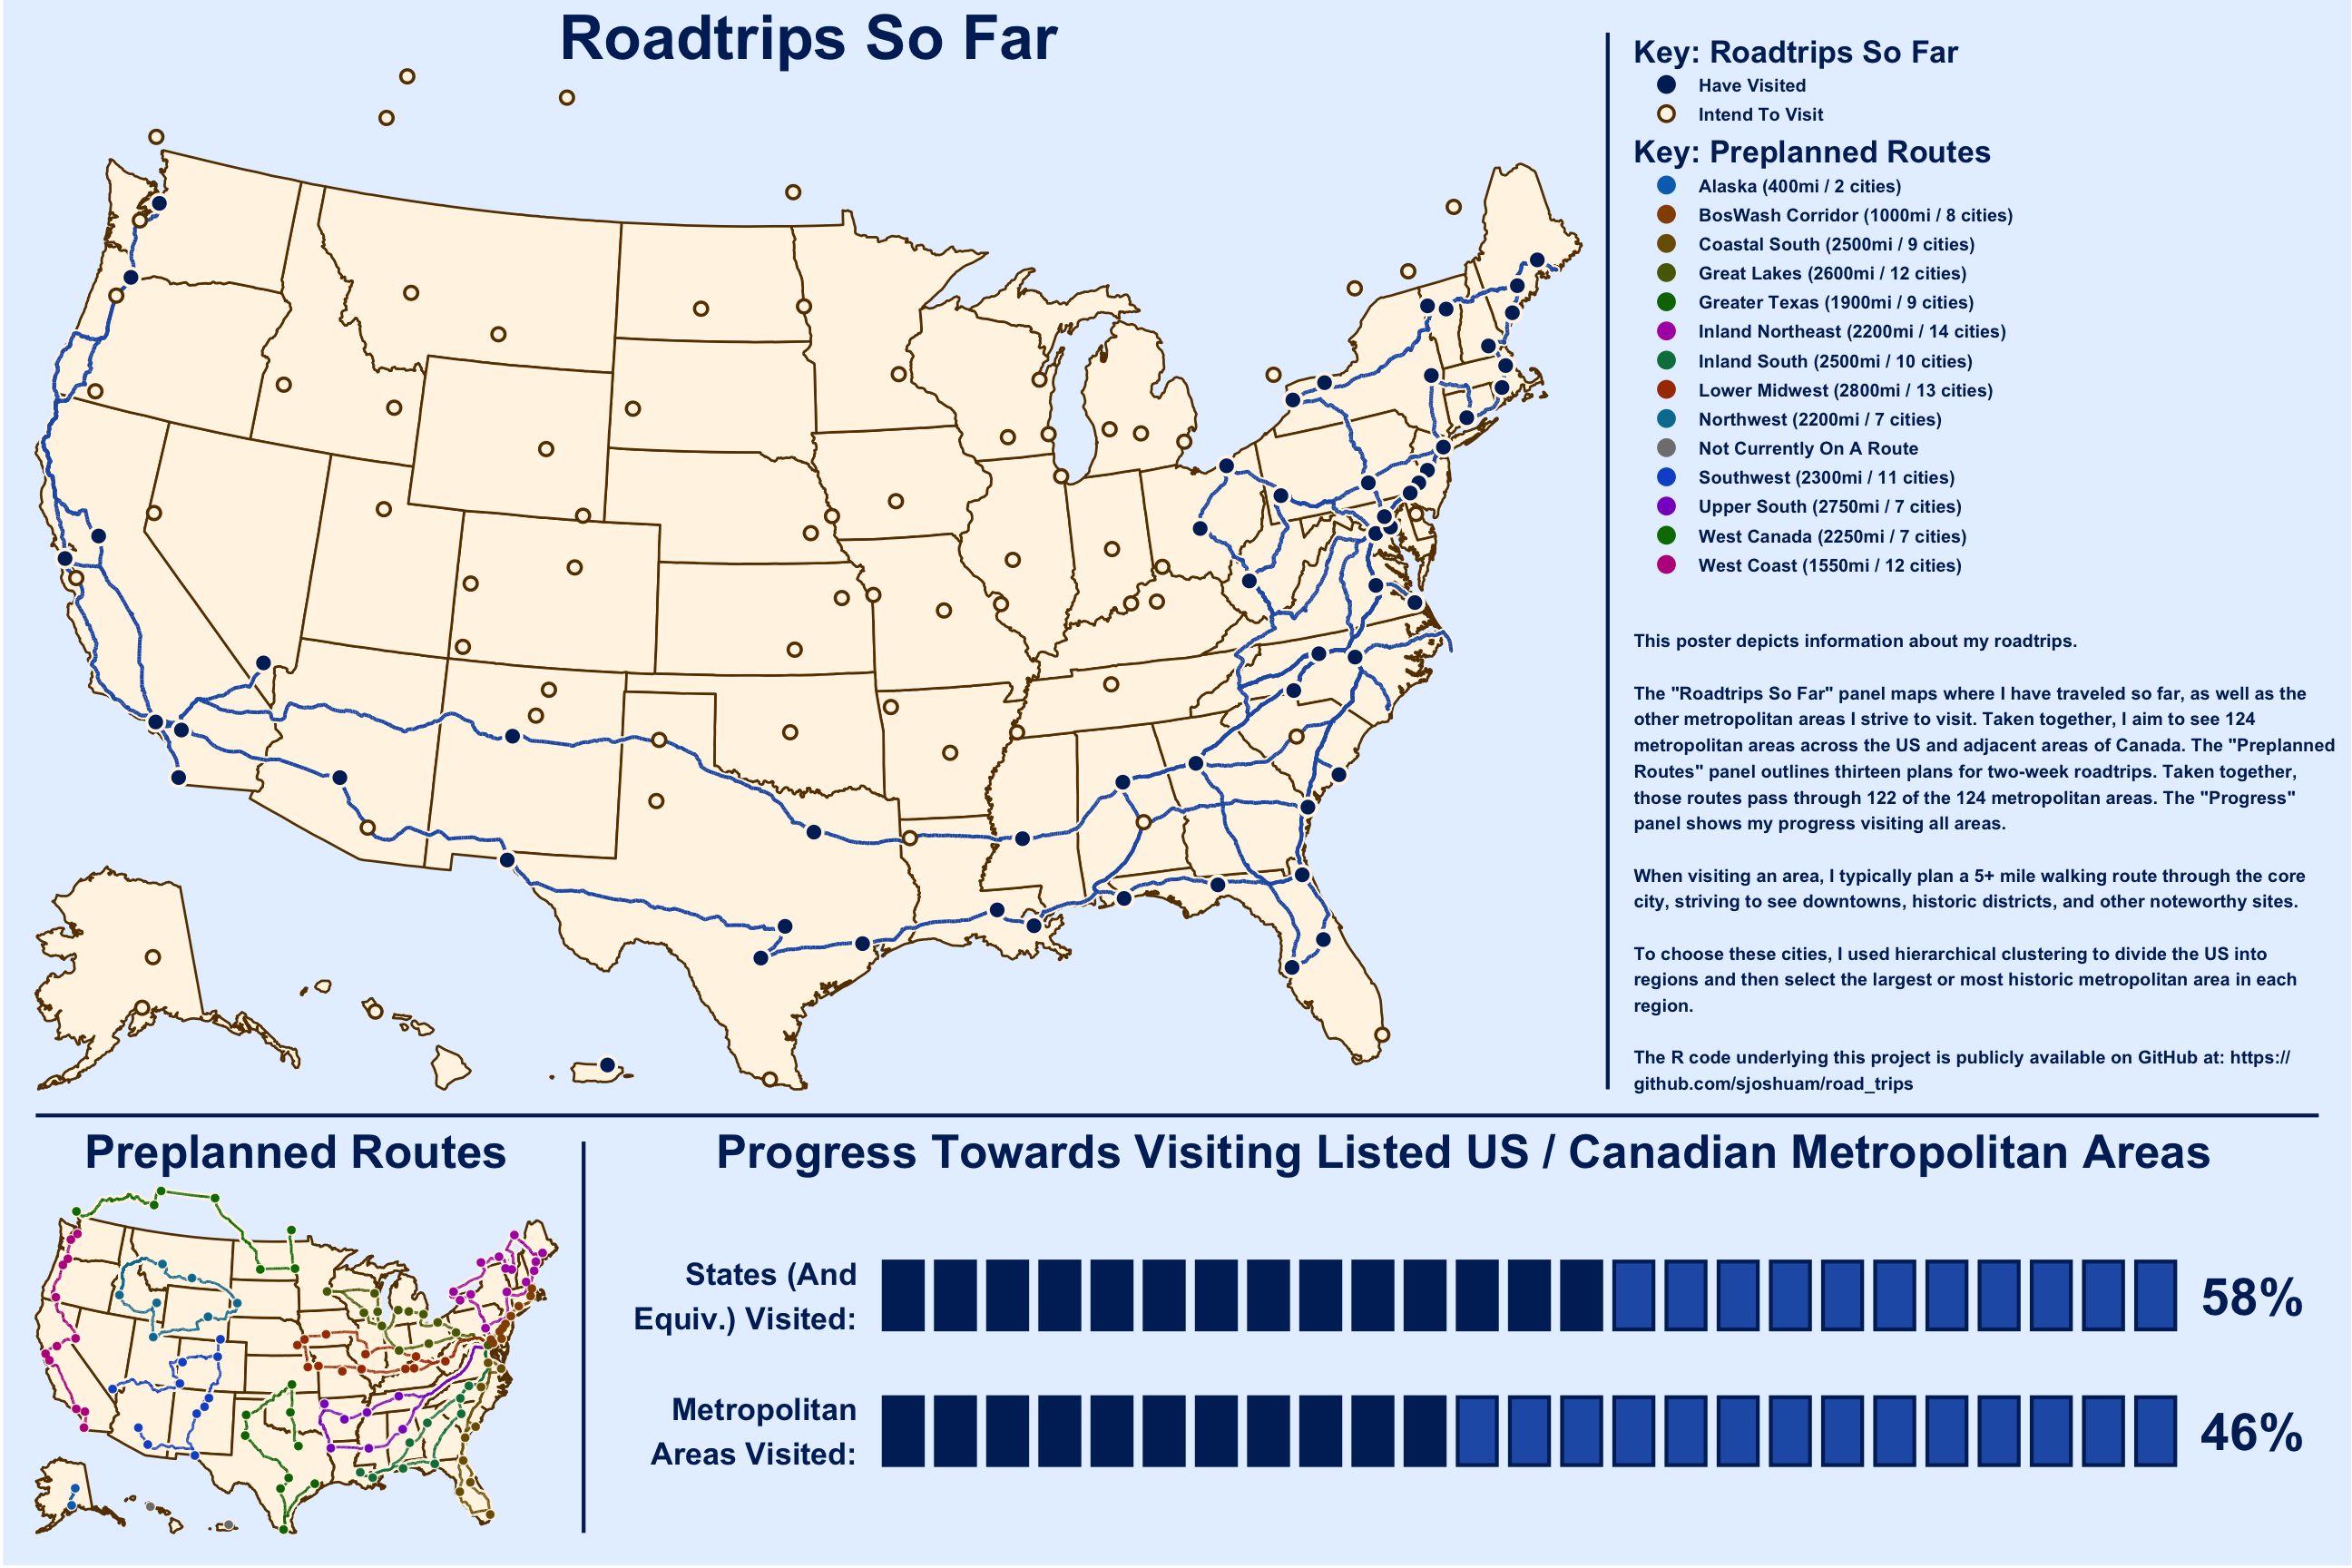 Roadtrips So Far
Key: Roadtrips So Far
Have Visited
Intend To Visit
Key: Preplanned Routes
Alaska (400mi / 2 cities)
BosWash Corridor (1000mi / 8 cities)
Coastal South (2500mi / 9 cities)
Great Lakes (2600mi / 12 cities)
Greater Texas (1900mi / 9 cities)
Inland Northeast (2200mi / 14 cities)
Inland South (2500mi / 10 cities)
Lower Midwest (2800mi / 13 cities)
Northwest (2200mi / 7 cities)
Not Currently On A Route
Southwest (2300mi / 11 cities)
Upper South (2750mi / 7 cities)
West Canada (2250mi / 7 cities)
West Coast (1550mi / 12 cities)
This poster depicts information about my roadtrips.
The "Roadtrips So Far" panel maps where I have traveled so far, as well as the
other metropolitan areas I strive to visit. Taken together, I aim to see 124
metropolitan areas across the US and adjacent areas of Canada. The "Preplanned
Routes" panel outlines thirteen plans for two-week roadtrips. Taken together,
those routes pass through 122 of the 124 metropolitan areas. The "Progress"
panel shows my progress visiting all areas.
When visiting an area, I typically plan a 5+ mile walking route through the core
city, striving to see downtowns, historic districts, and other noteworthy sites.
To choose these cities, I used hierarchical clustering to divide the US into
regions and then select the largest or most historic metropolitan area in each
region.
The R code underlying this project is publicly available on GitHub at: https://
github.com/sjoshuam/road_trips
Preplanned Routes
Progress Towards Visiting Listed US / Canadian Metropolitan Areas
States (And
Equiv.) Visited:
58%
Metropolitan
Areas Visited:
46%